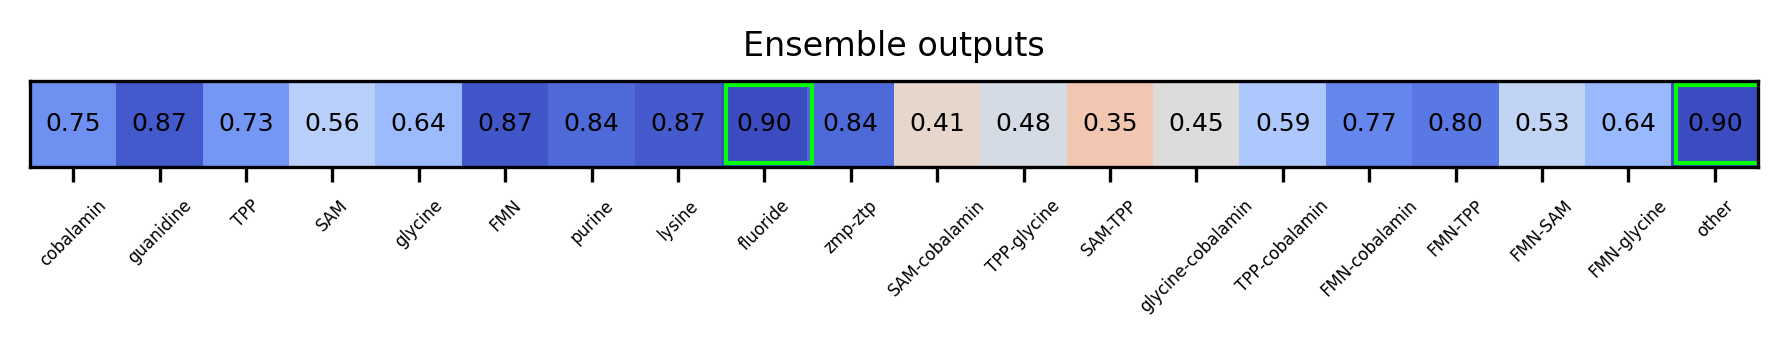 Ensemble outputs
0.75 0.87 0.73 0.56 0.64 0.87 0.84 0.87 0.90 0.84 0.41 0.48 0.35 0.45 0.59 0.77 0.80 0.53 0.64 0.90
cobalamin guanidine TPP SAM glycine FMN purine lysine fluoride zmp-ztp SAM-cobalamin TPP-glycine SAM-TPP glycine-cobalamin TPP-cobalamin FMN-cobalamin FMN-TPP FMN-SAM FMN-glycine other